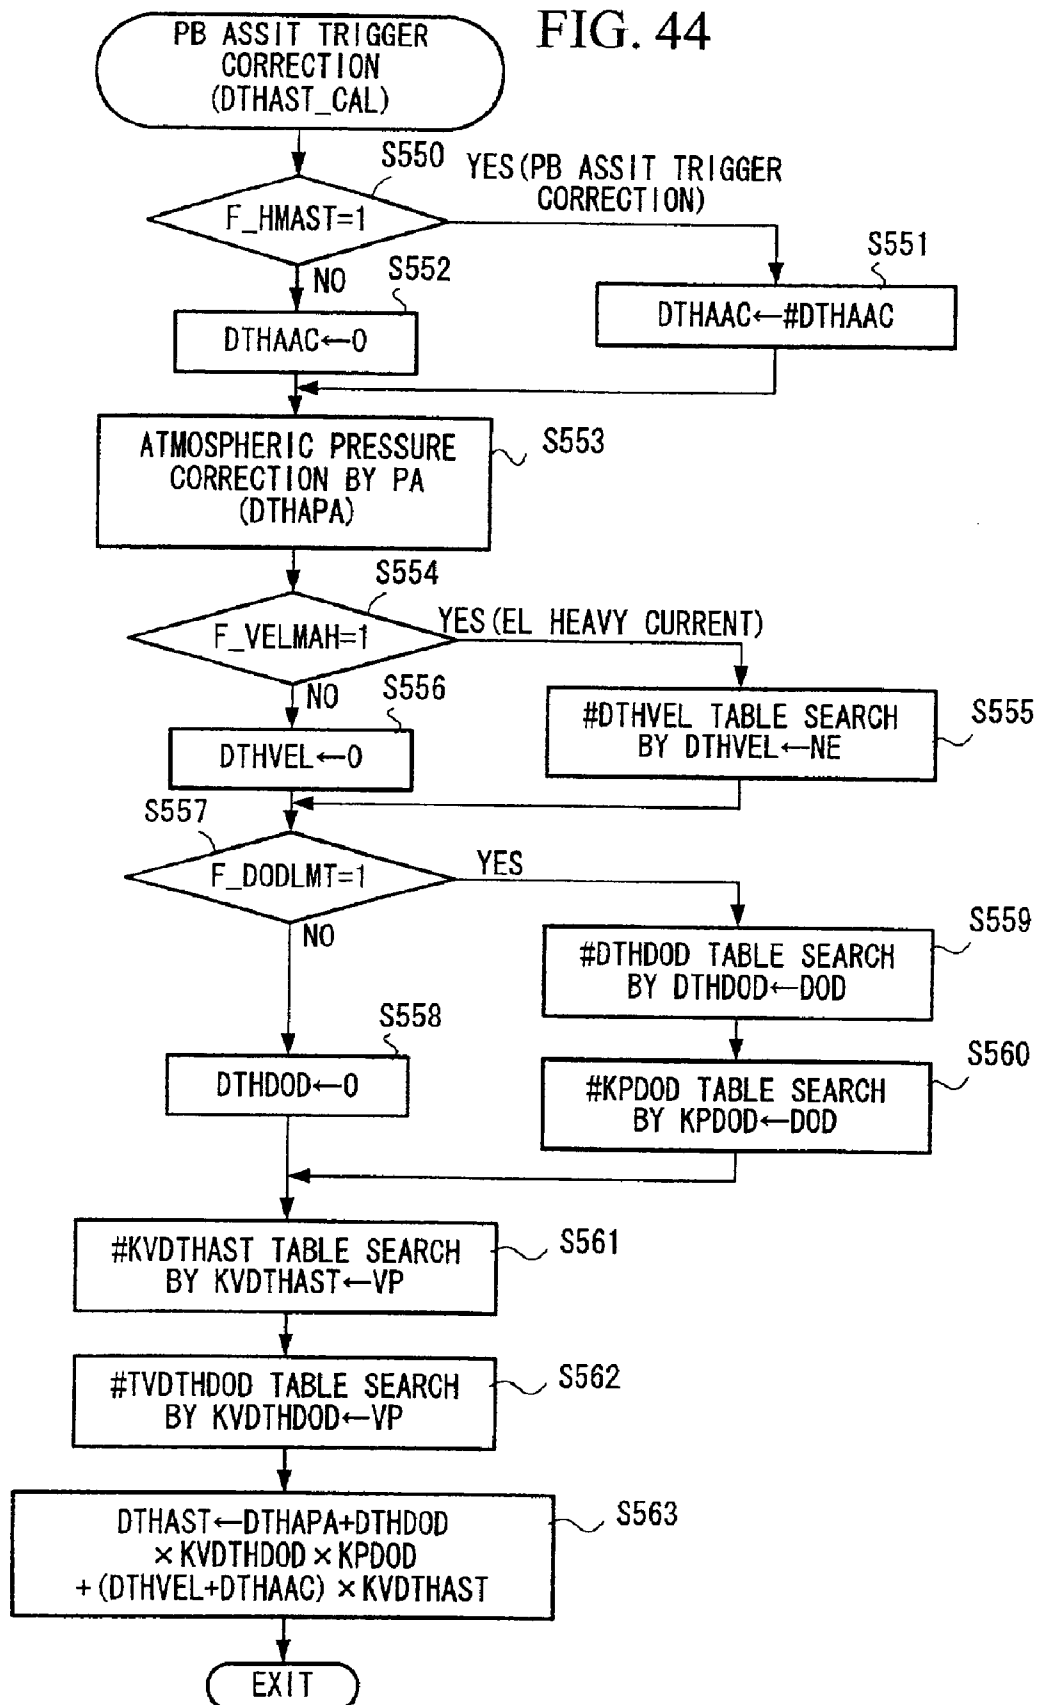 FIG. 44
PB ASSIT TRIGGER
CORRECTION
(DTHAST_CAL)
S550
F_HMAST=1
YES(PB ASSIT TRIGGER
CORRECTION)
NO
S552
DTHAAC←0
S551
DTHAAC←#DTHAAC
ATMOSPHERIC PRESSURE
CORRECTION BY PA
(DTHAPA)
S553
S554
F_VELMAH=1
YES(EL HEAVY CURRENT)
NO
S556
DTHVEL←0
#DTHVEL TABLE SEARCH
BY DTHVEL←NE
S555
S557
F_DODLMT=1
YES
NO
#DTHDOD TABLE SEARCH
BY DTHDOD←DOD
S559
S558
DTHDOD←0
#KPDOD TABLE SEARCH
BY KPDOD←DOD
S560
#KVDTHAST TABLE SEARCH
BY KVDTHAST←VP
S561
#TVDTHDOD TABLE SEARCH
BY KVDTHDOD←VP
S562
DTHAST←DTHAPA+DTHDOD
×KVDTHDOD×KPDOD
+(DTHVEL+DTHAAC)×KVDTHAST
S563
EXIT